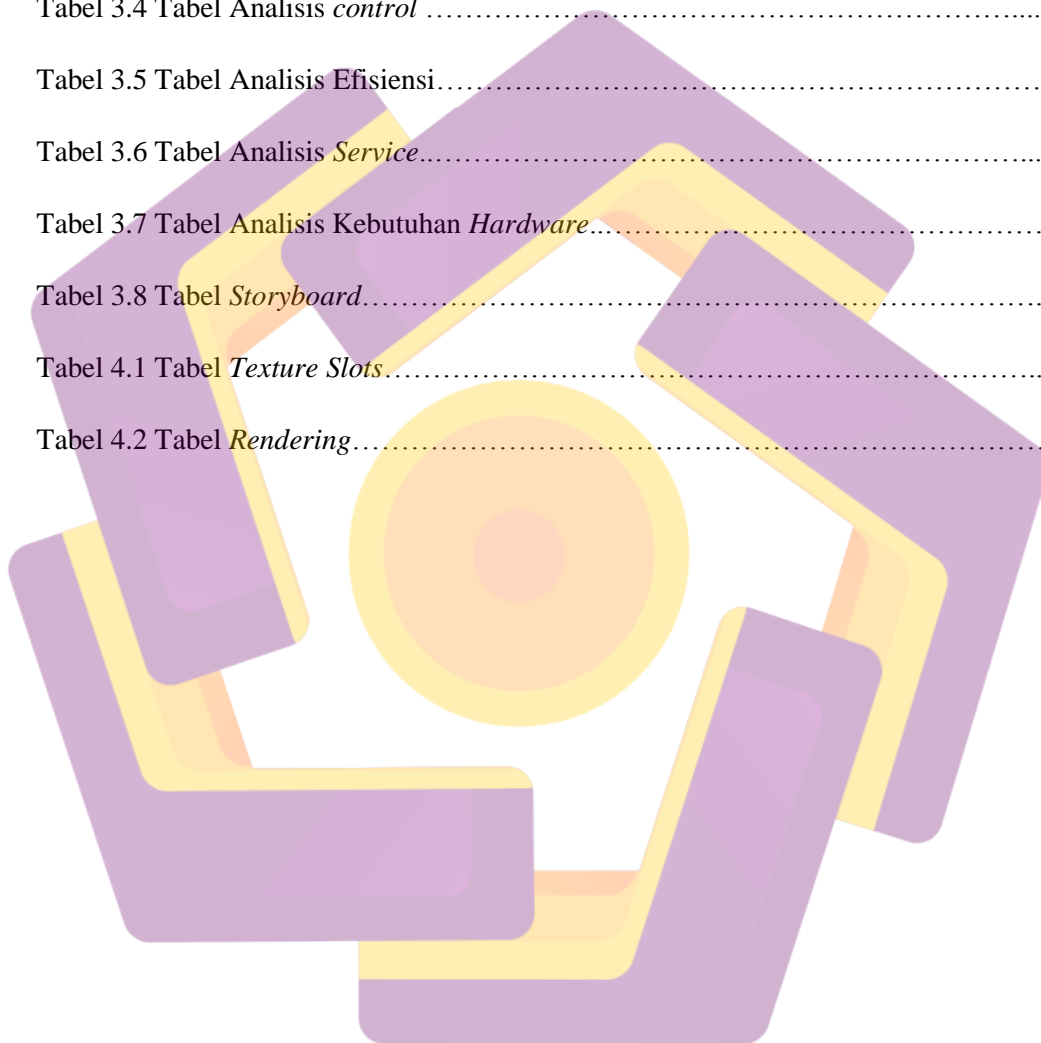 Tabel 3.4 Tabel Analisis control …………………………………………………………....
Tabel 3.5 Tabel Analisis Efisiensi…………………………………………………………
Tabel 3.6 Tabel Analisis Service..………………………………………………………...
Tabel 3.7 Tabel Analisis Kebutuhan Hardware..…………………………………………
Tabel 3.8 Tabel Storyboard………………………………………………………………..
Tabel 4.1 Tabel Texture Slots……………………………………………………………..
Tabel 4.2 Tabel Rendering…………………………………………………………………